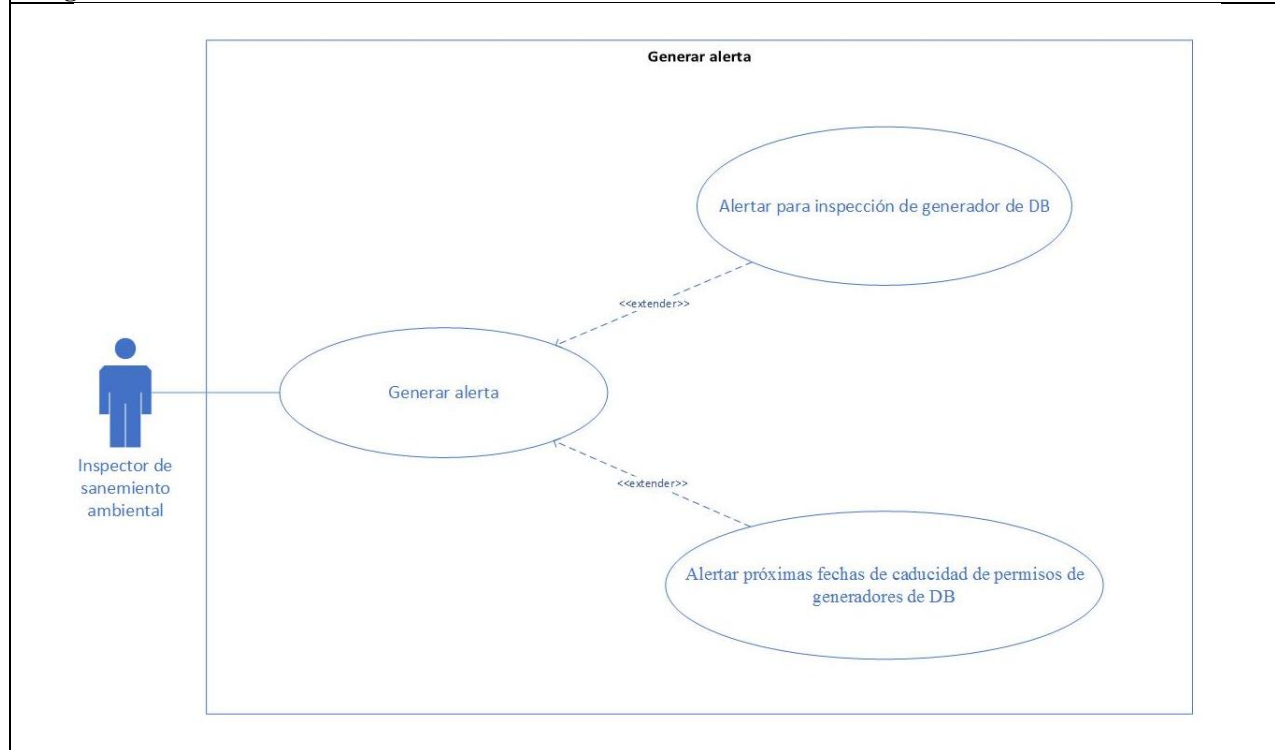 Generar alerta
Alertar para inspección de generador de DB
<<extender>>
Generar alerta
Inspector de
sanemiento
ambiental
<<extender>>
Alertar próximas fechas de caducidad de permisos de
generadores de DB